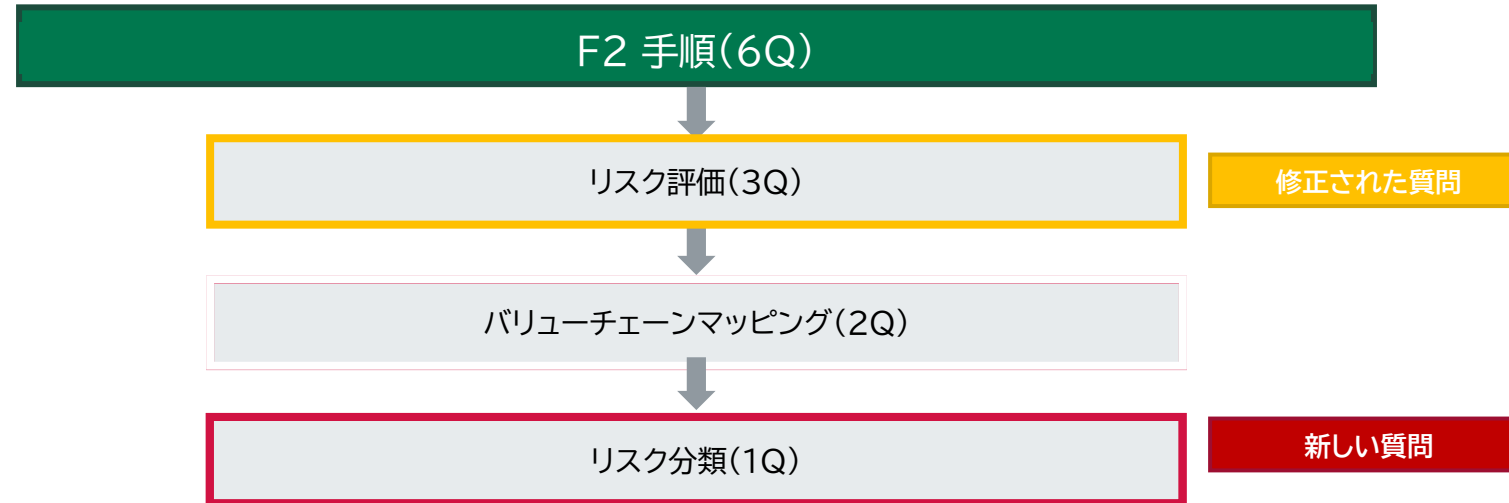 F2 手順(6Q)
リスク評価(3Q)
修正された質問
バリューチェーンマッピング(2Q)
リスク分類(1Q)
新しい質問